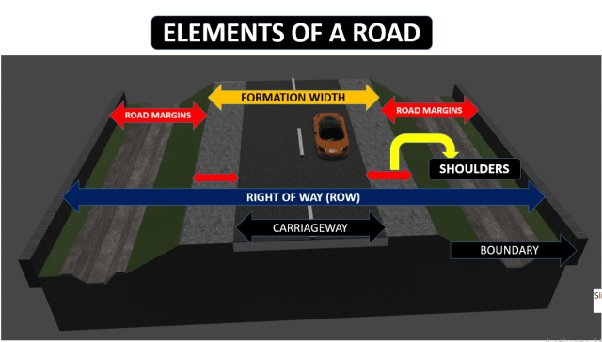 ELEMENTS OF A ROAD
FORMATION WIDTH
ROAD MARGINS
ROAD MARGINS
SHOULDERS
RIGHT OF WAY (ROW)
CARRIAGEWAY
BOUNDARY